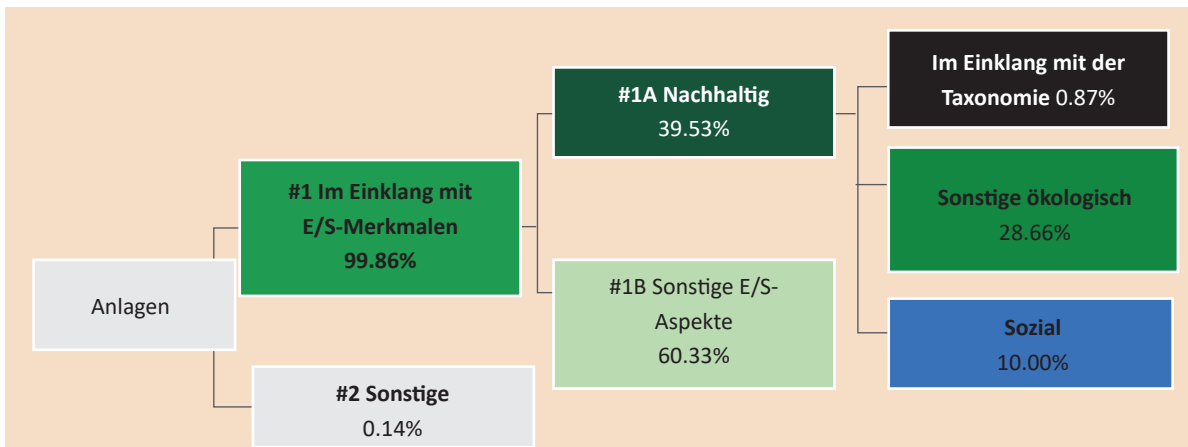 Anlagen
#1 Im Einklang mit
E/S-Merkmalen
99.86%
#2 Sonstige
0.14%
#1A Nachhaltig
39.53%
#1B Sonstige E/S-
Aspekte
60.33%
Im Einklang mit der
Taxonomie 0.87%
Sonstige ökologisch
28.66%
Sozial
10.00%